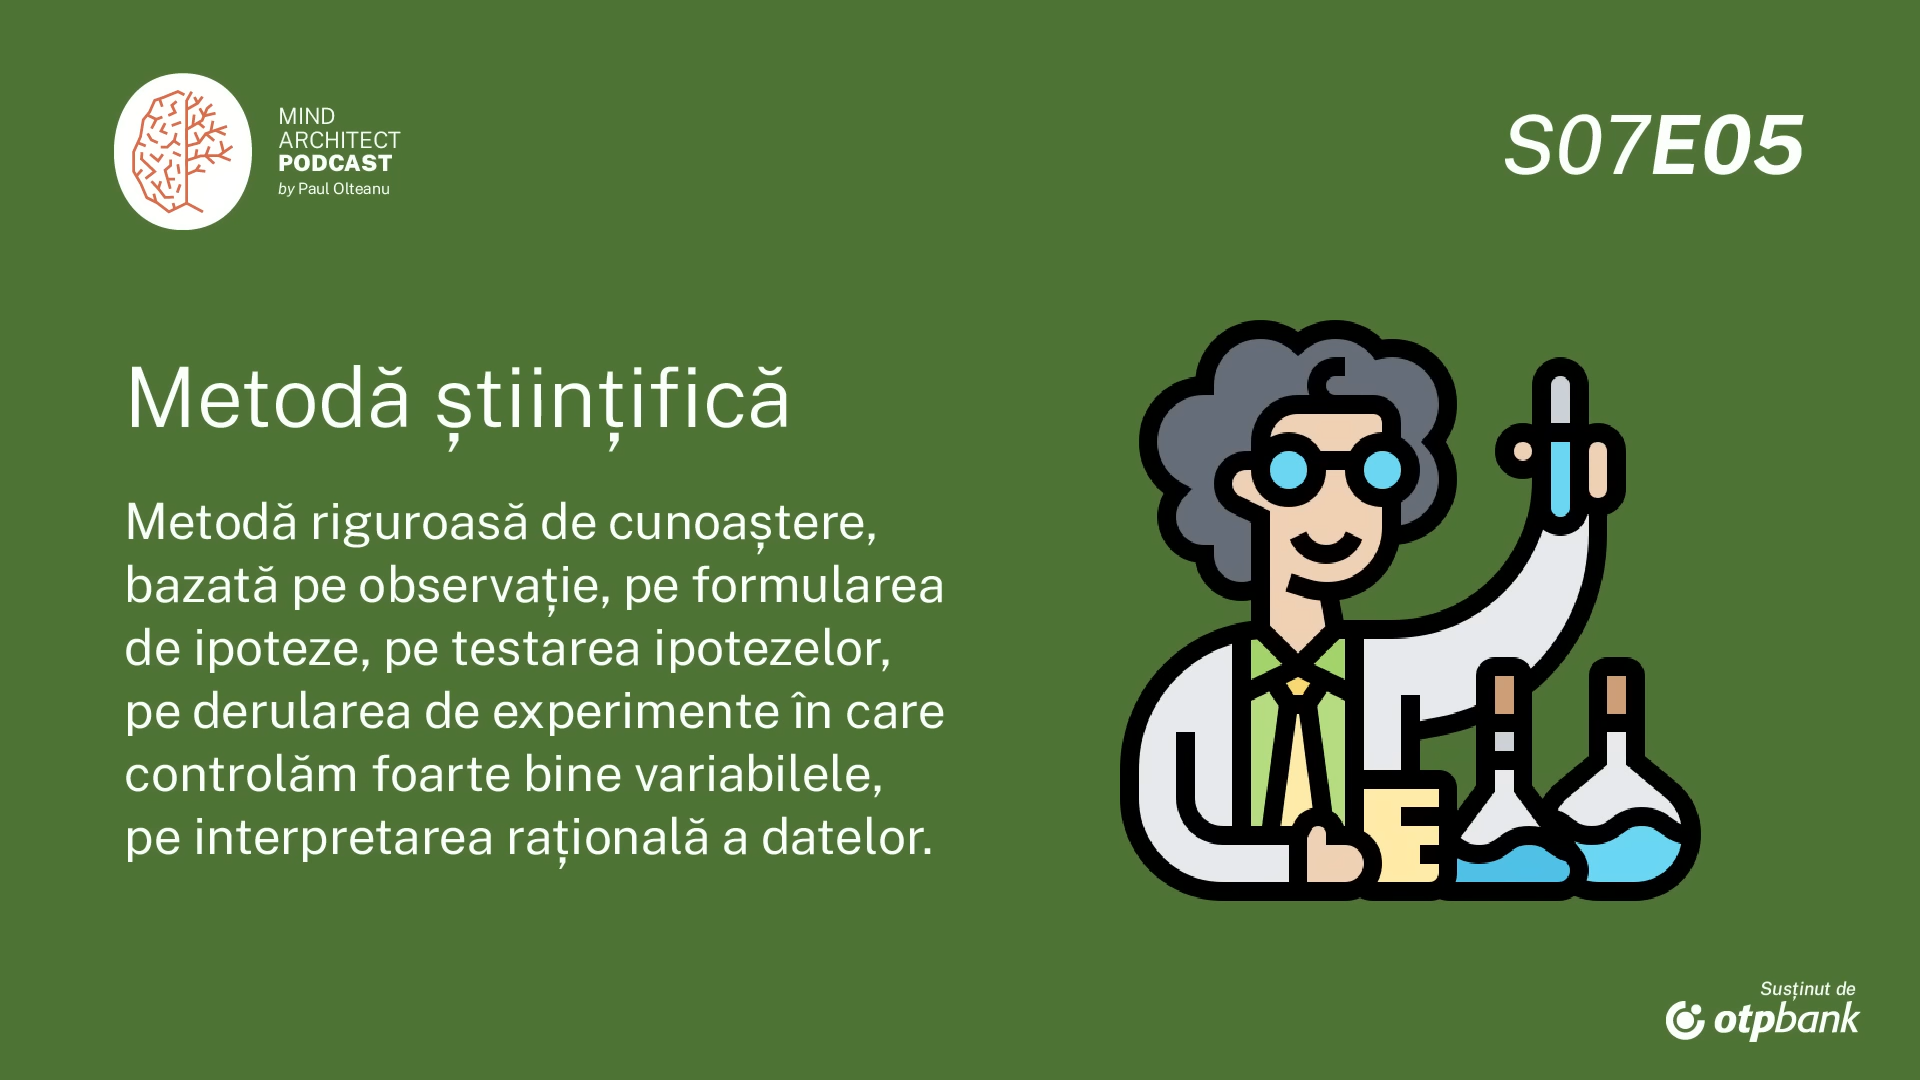 MIND
ARCHITECT
PODCAST
by Paul Olteanu
S07E05
Metodă științifică
Metodă riguroasă de cunoaștere,
bazată pe observație, pe formularea
de ipoteze, pe testarea ipotezelor,
pe derularea de experimente în care
controlăm foarte bine variabilele,
pe interpretarea rațională a datelor.
Susținut de
otpbank